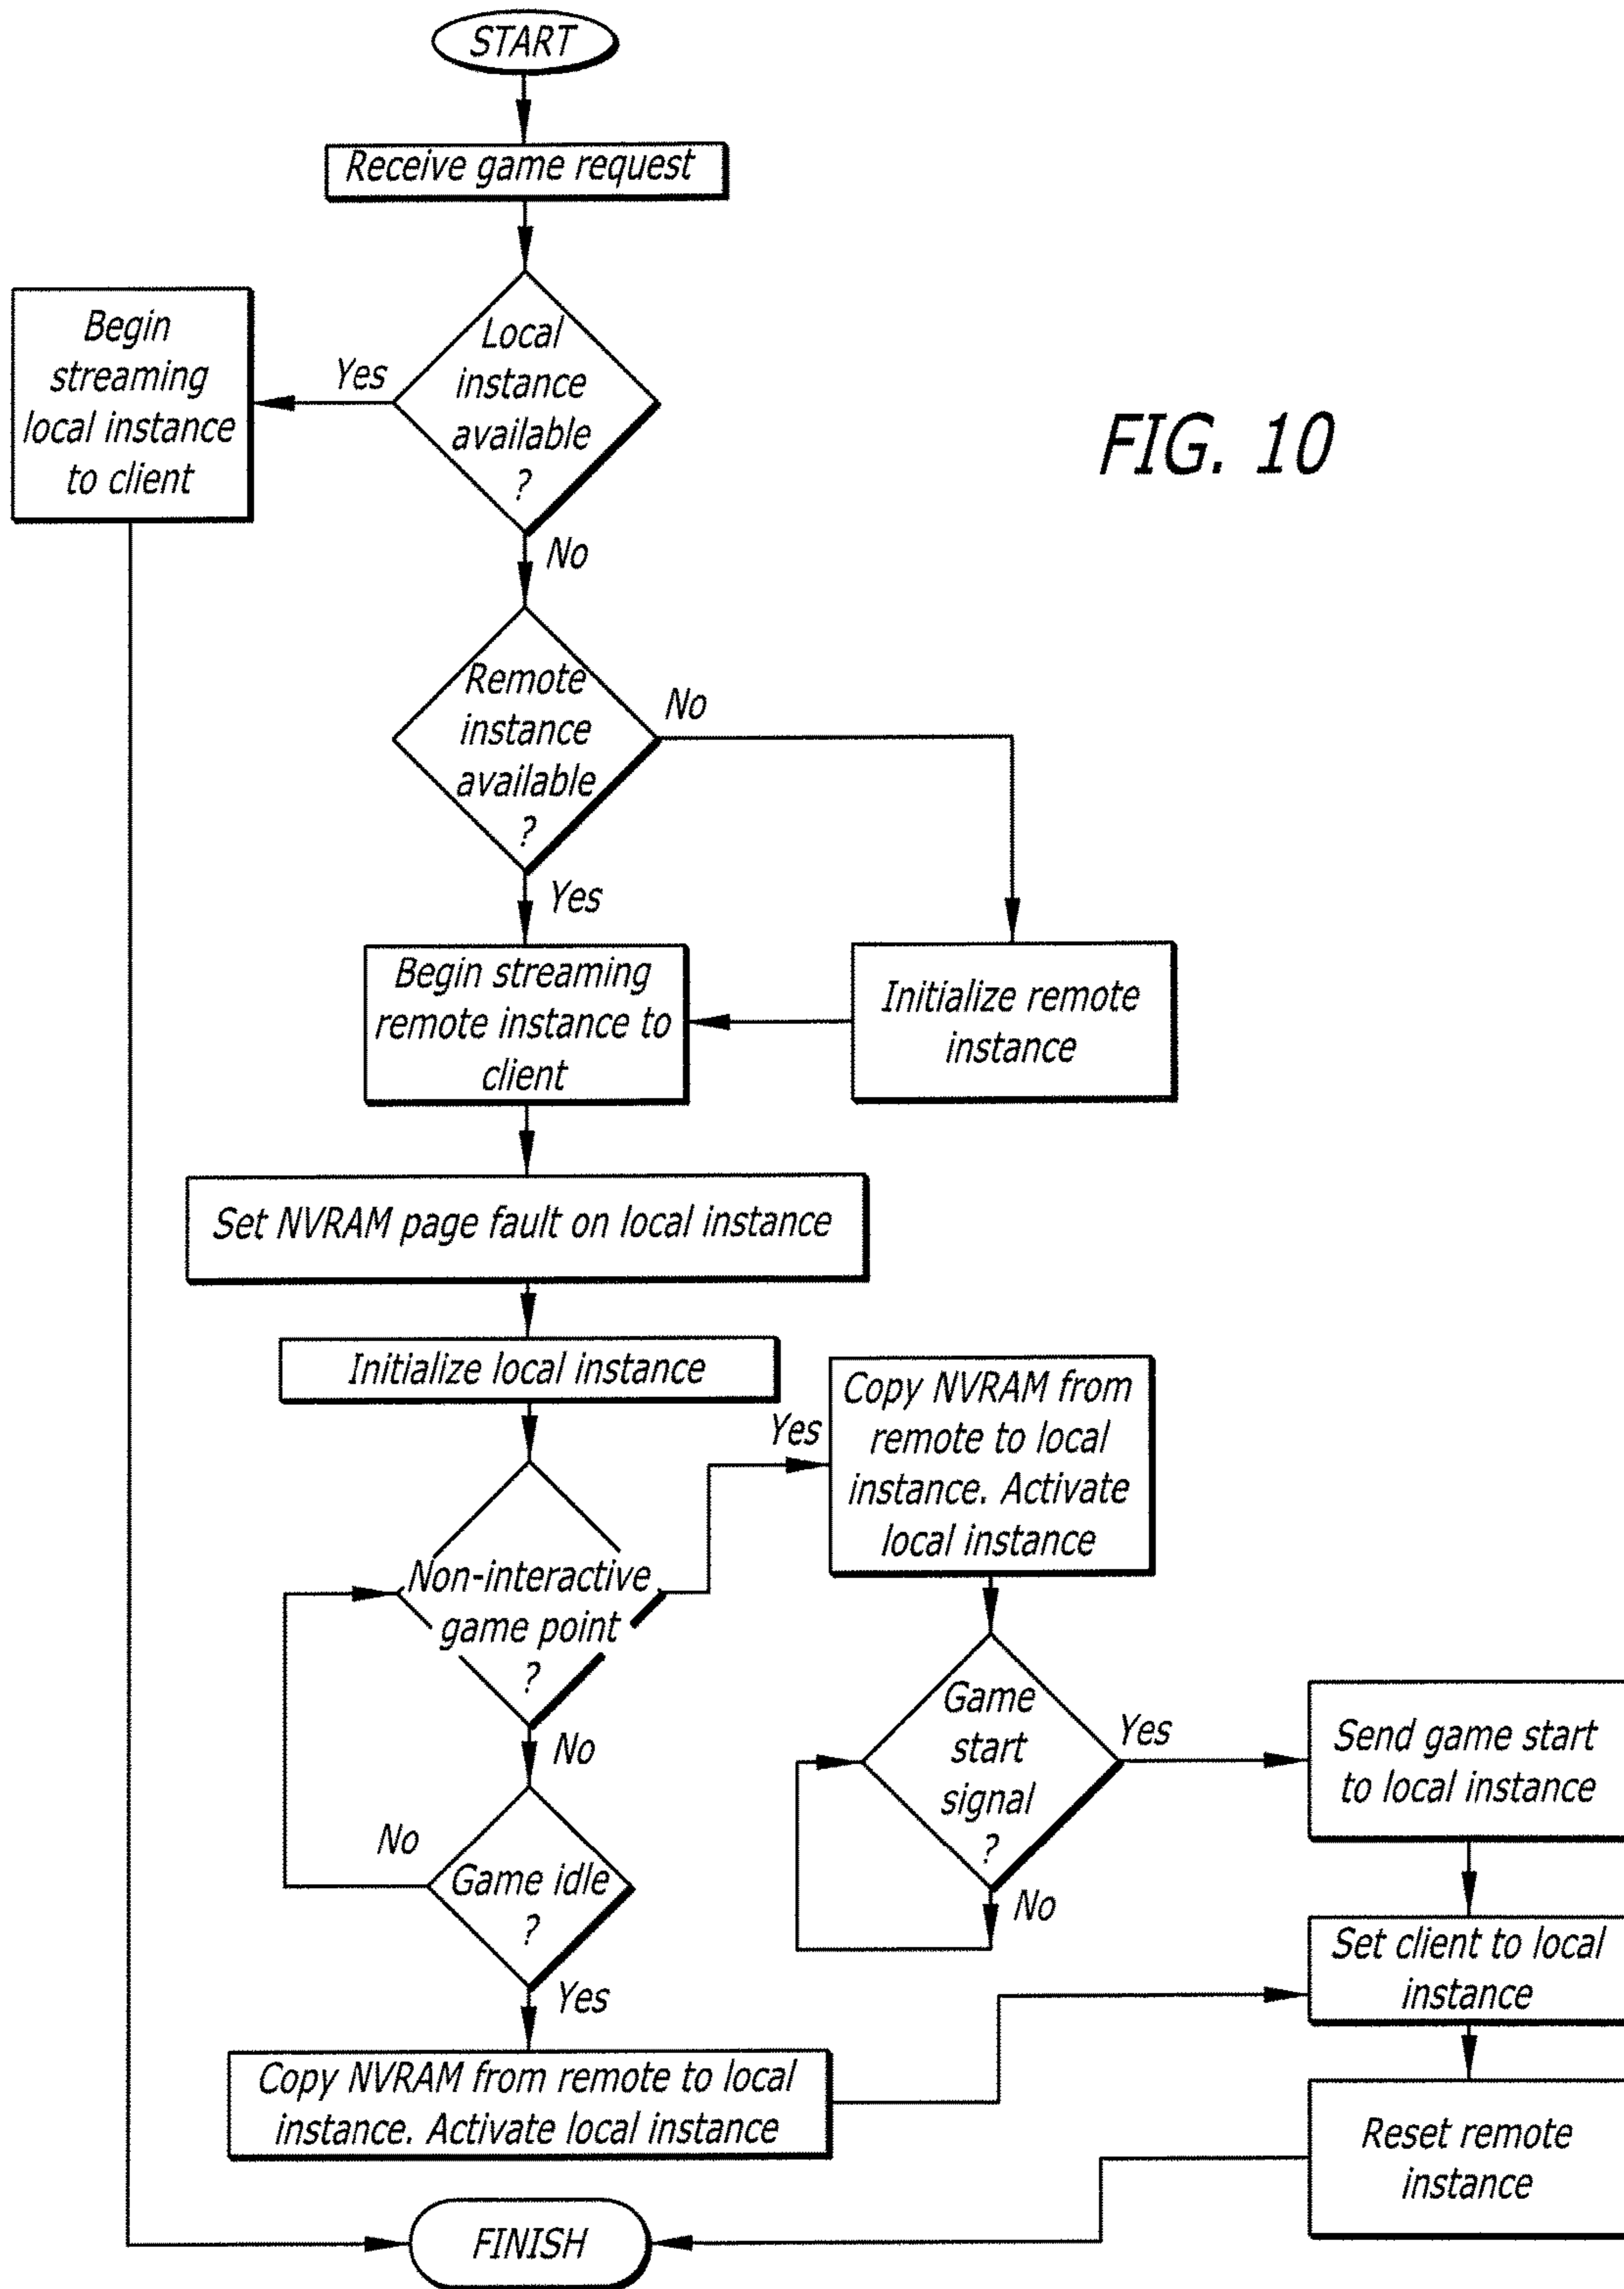 START
Receive game request
Begin
streaming
local instance
to client
Yes
Local
instance
available
?
FIG. 10
No
Remote
instance
available
?
No
Yes
Begin streaming
remote instance to
client
Initialize remote
instance
Set NVRAM page fault on local instance
Initialize local instance
Yes
Copy NVRAM from
remote to local
instance. Activate
local instance
Non-interactive
game point
?
No
Game
start
signal
?
Yes
Send game start
to local instance
No
No
Game idle
?
Yes
Set client to local
instance
Copy NVRAM from remote to local
instance. Activate local instance
Reset remote
instance
FINISH